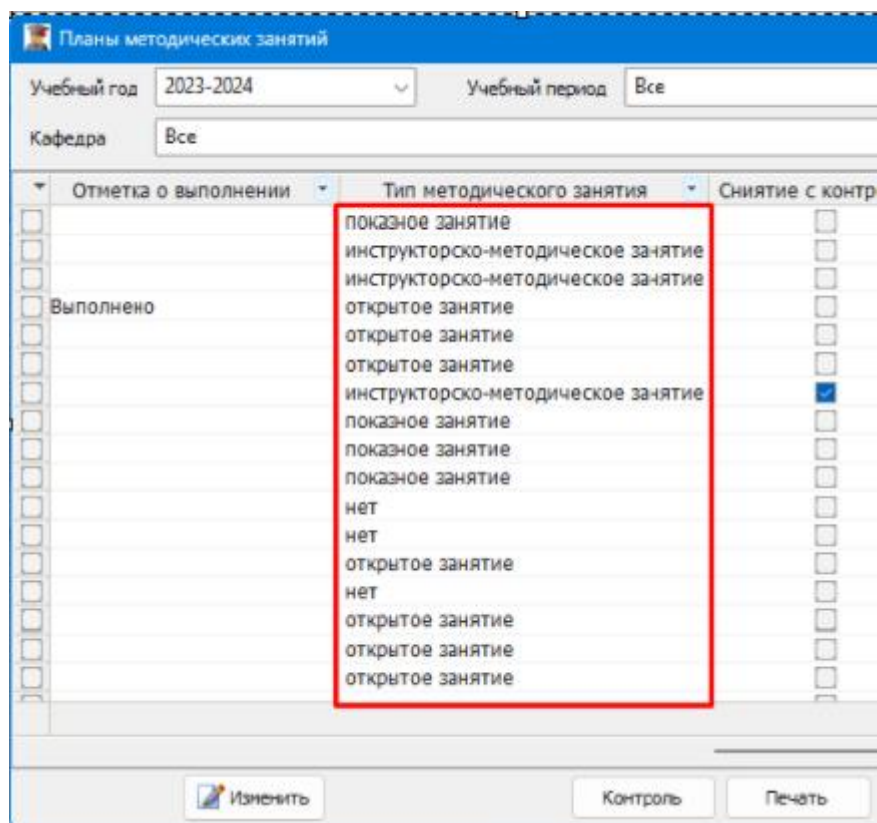 Планы методических занятий
Учебный год 2023-2024 Учебный период Все
Кафедра Все
Отметка о выполнении Тип методического занятия Сниятие с контр
показное занятие
инструкторско-методическое занятие
инструкторско-методическое занятие
Выполнено открытое занятие
открытое занятие
открытое занятие
инструкторско-методическое занятие
показное занятие
показное занятие
показное занятие
нет
нет
открытое занятие
нет
открытое занятие
открытое занятие
открытое занятие
Изменить Контроль Печать